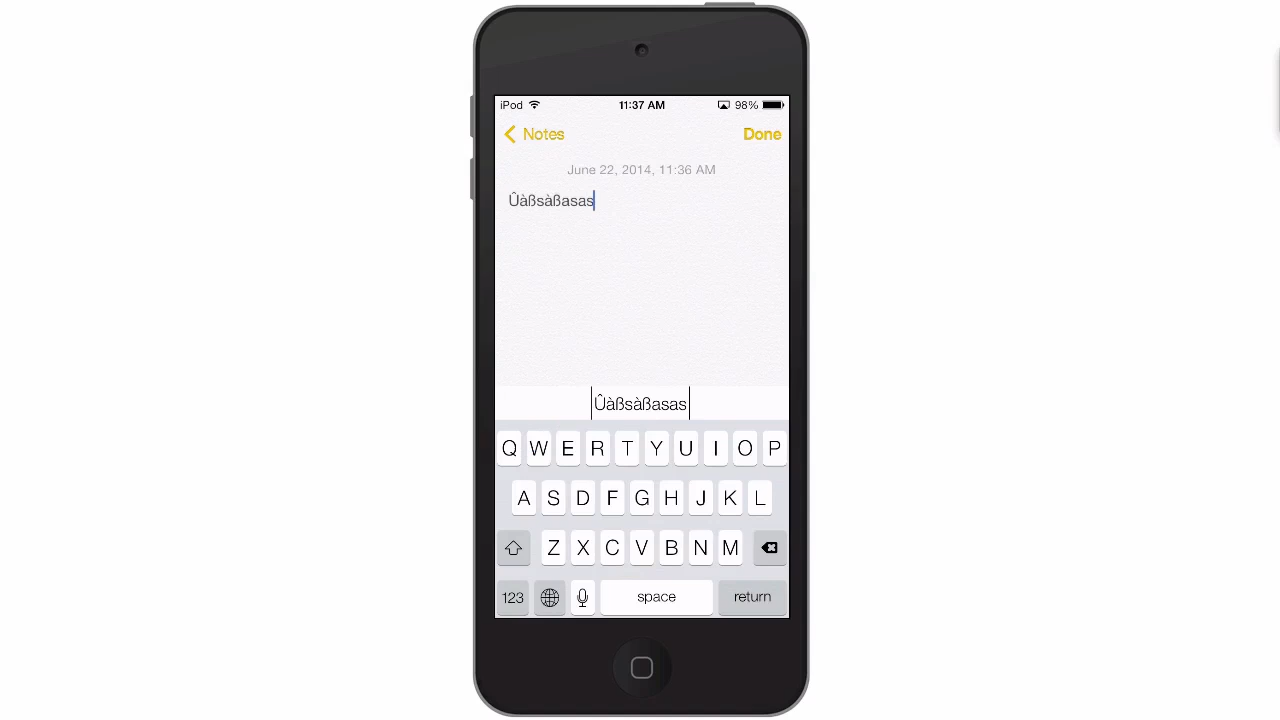 iPod 11:37 AM 98%
Notes Done
June 22, 2014, 11:36 AM
Ûàßsàßasas
Ûàßsàßasas
Q W E R T Y U I O P
A S D F G H J K L
Z X C V B N M
123 space return